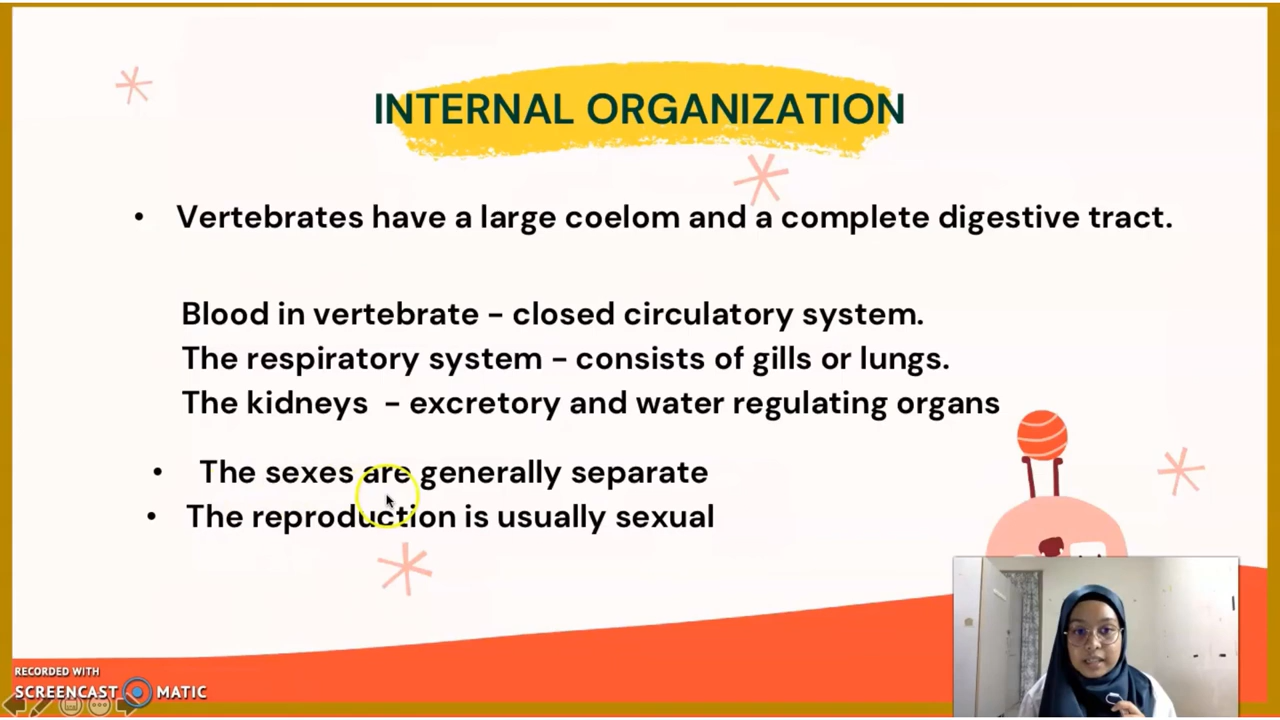 INTERNAL ORGANIZATION
• Vertebrates have a large coelom and a complete digestive tract.
Blood in vertebrate – closed circulatory system.
The respiratory system – consists of gills or lungs.
The kidneys – excretory and water regulating organs
• The sexes are generally separate
• The reproduction is usually sexual
RECORDED WITH
SCREENCAST MATIC